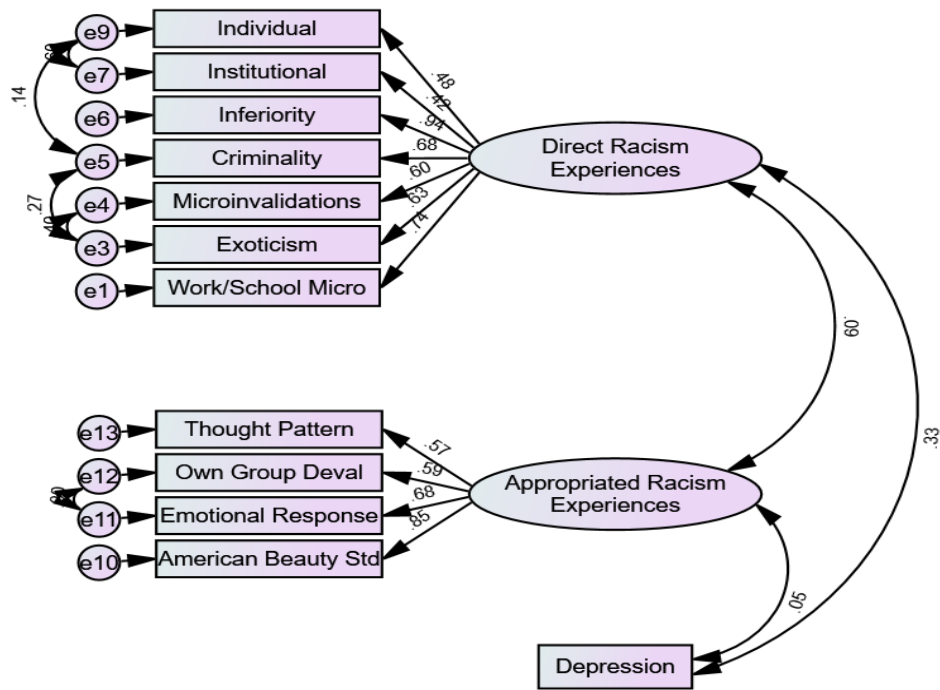 e9
Individual
e7
Institutional
e6
Inferiority
e5
Criminality
e4
Microinvalidations
e3
Exoticism
e1
Work/School Micro
.14
.27
.48
.42
.94
.68
.60
.63
.74
Direct Racism
Experiences
.09
.33
e13
Thought Pattern
e12
Own Group Deval
e11
Emotional Response
e10
American Beauty Std
.57
.59
.68
.85
Appropriated Racism
Experiences
.05
Depression